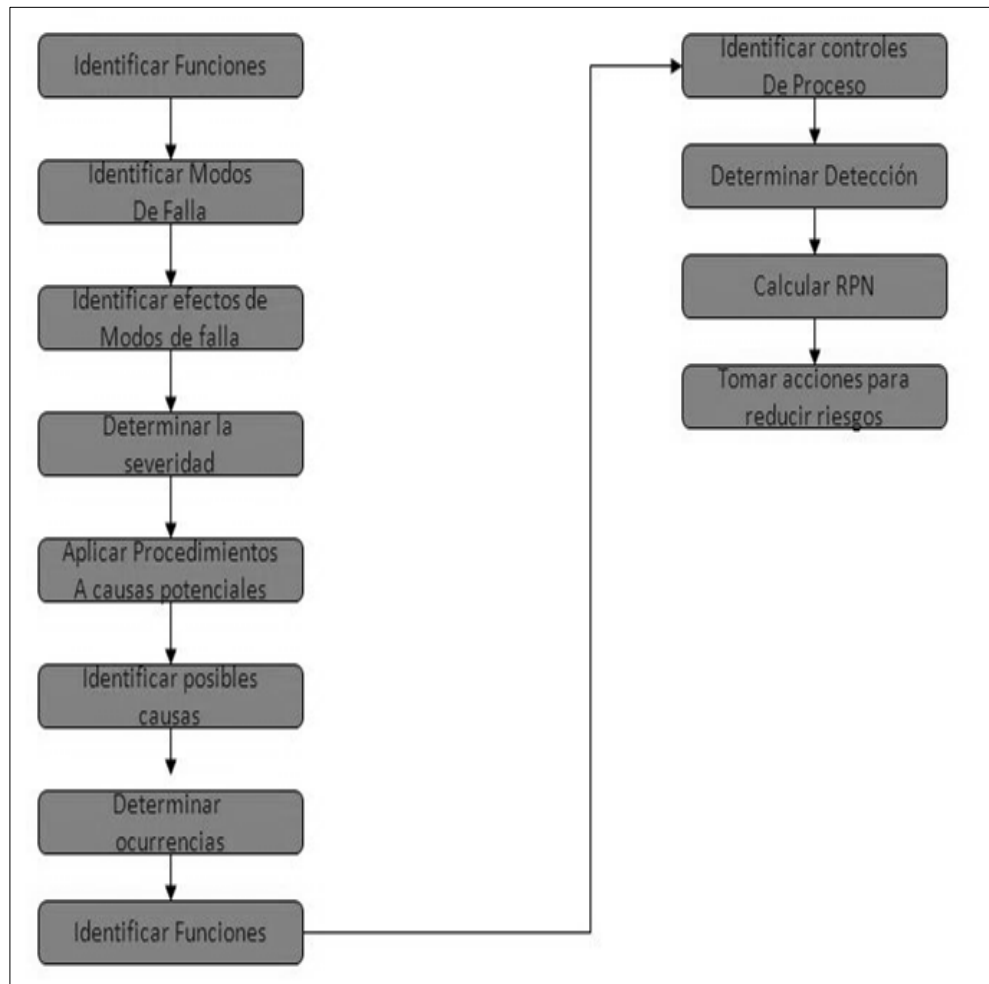 Identificar Funciones
Identificar Modos
De Falla
Identificar efectos de
Modos de falla
Determinar la
severidad
Aplicar Procedimientos
A causas potenciales
Identificar posibles
causas
Determinar
ocurrencias
Identificar Funciones
Identificar controles
De Proceso
Determinar Detección
Calcular RPN
Tomar acciones para
reducir riesgos